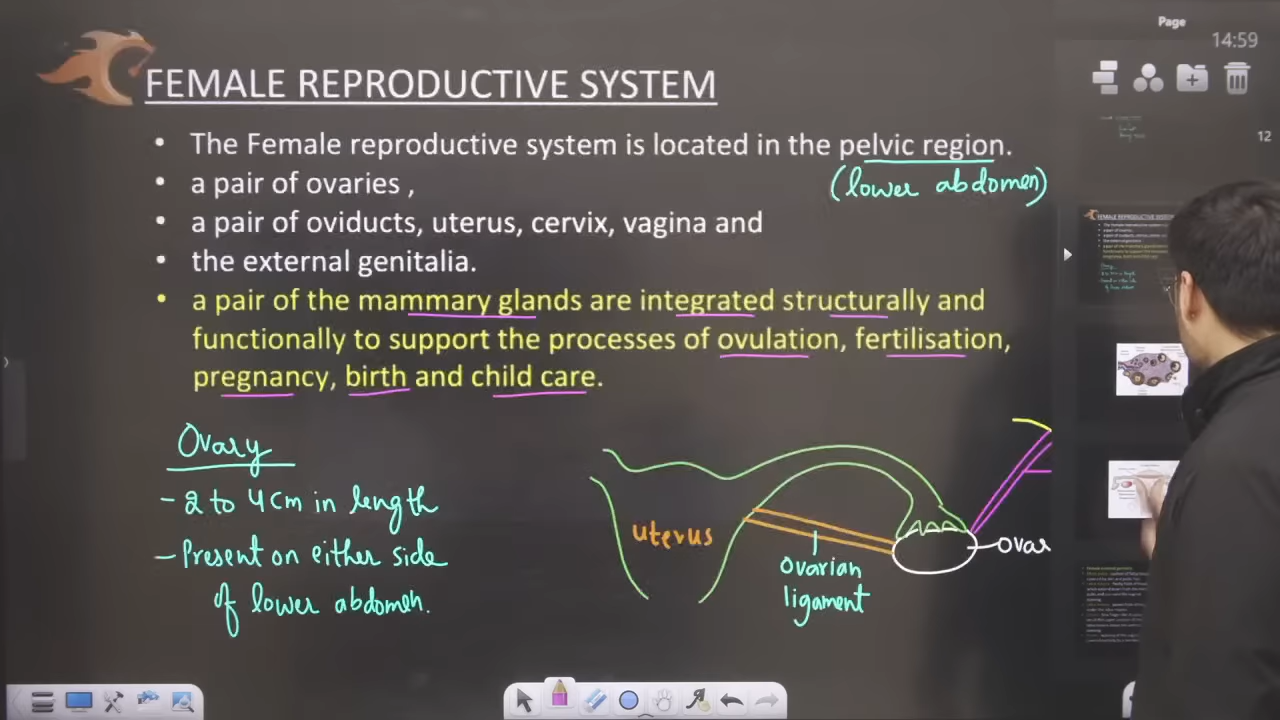 Page
14:59
12
FEMALE REPRODUCTIVE SYSTEM
• The Female reproductive system is located in the pelvic region.
(lower abdomen)
• a pair of ovaries ,
• a pair of oviducts, uterus, cervix, vagina and
• the external genitalia.
• a pair of the mammary glands are integrated structurally and
functionally to support the processes of ovulation, fertilisation,
pregnancy, birth and child care.
Ovary
- 2 to 4 cm in length
- Present on either side
of lower abdomen.
uterus
ovarian
ligament
ovar
FEMALE REPRODUCTIVE SYSTEM